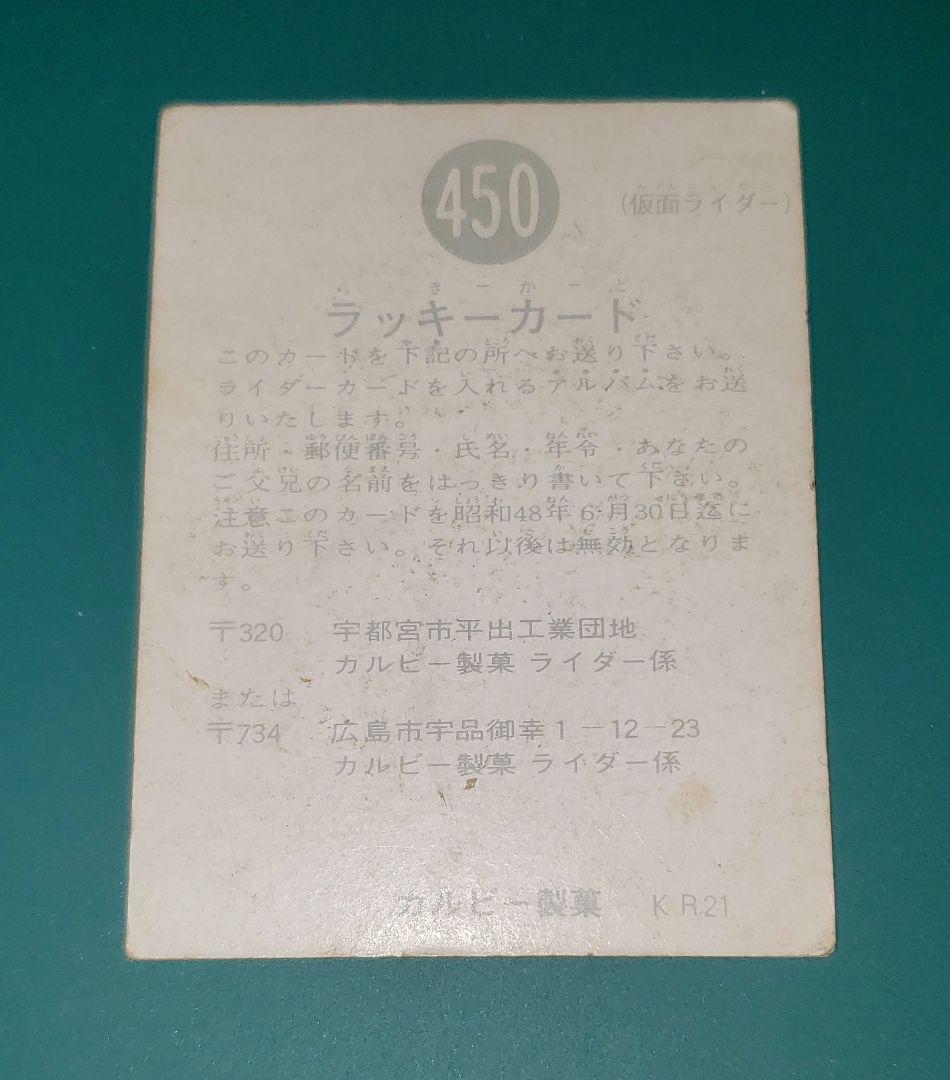 450
(仮面ライダー)
ラッキーカード
このカードを下記の所へお送り下さい。
ライダーカードを入れるアルバムをお送
りいたします。
住所・郵便番号・氏名・年令・あなたの
ご父兄の名前をはっきり書いて下さい。
注意このカードを昭和48年6月30日迄に
お送り下さい。それ以後は無効となりま
す。
〒320 宇都宮市平出工業団地
カルビー製菓 ライダー係
または
〒734 広島市宇品御幸1-12-23
カルビー製菓 ライダー係
カルビー製菓 K R.21